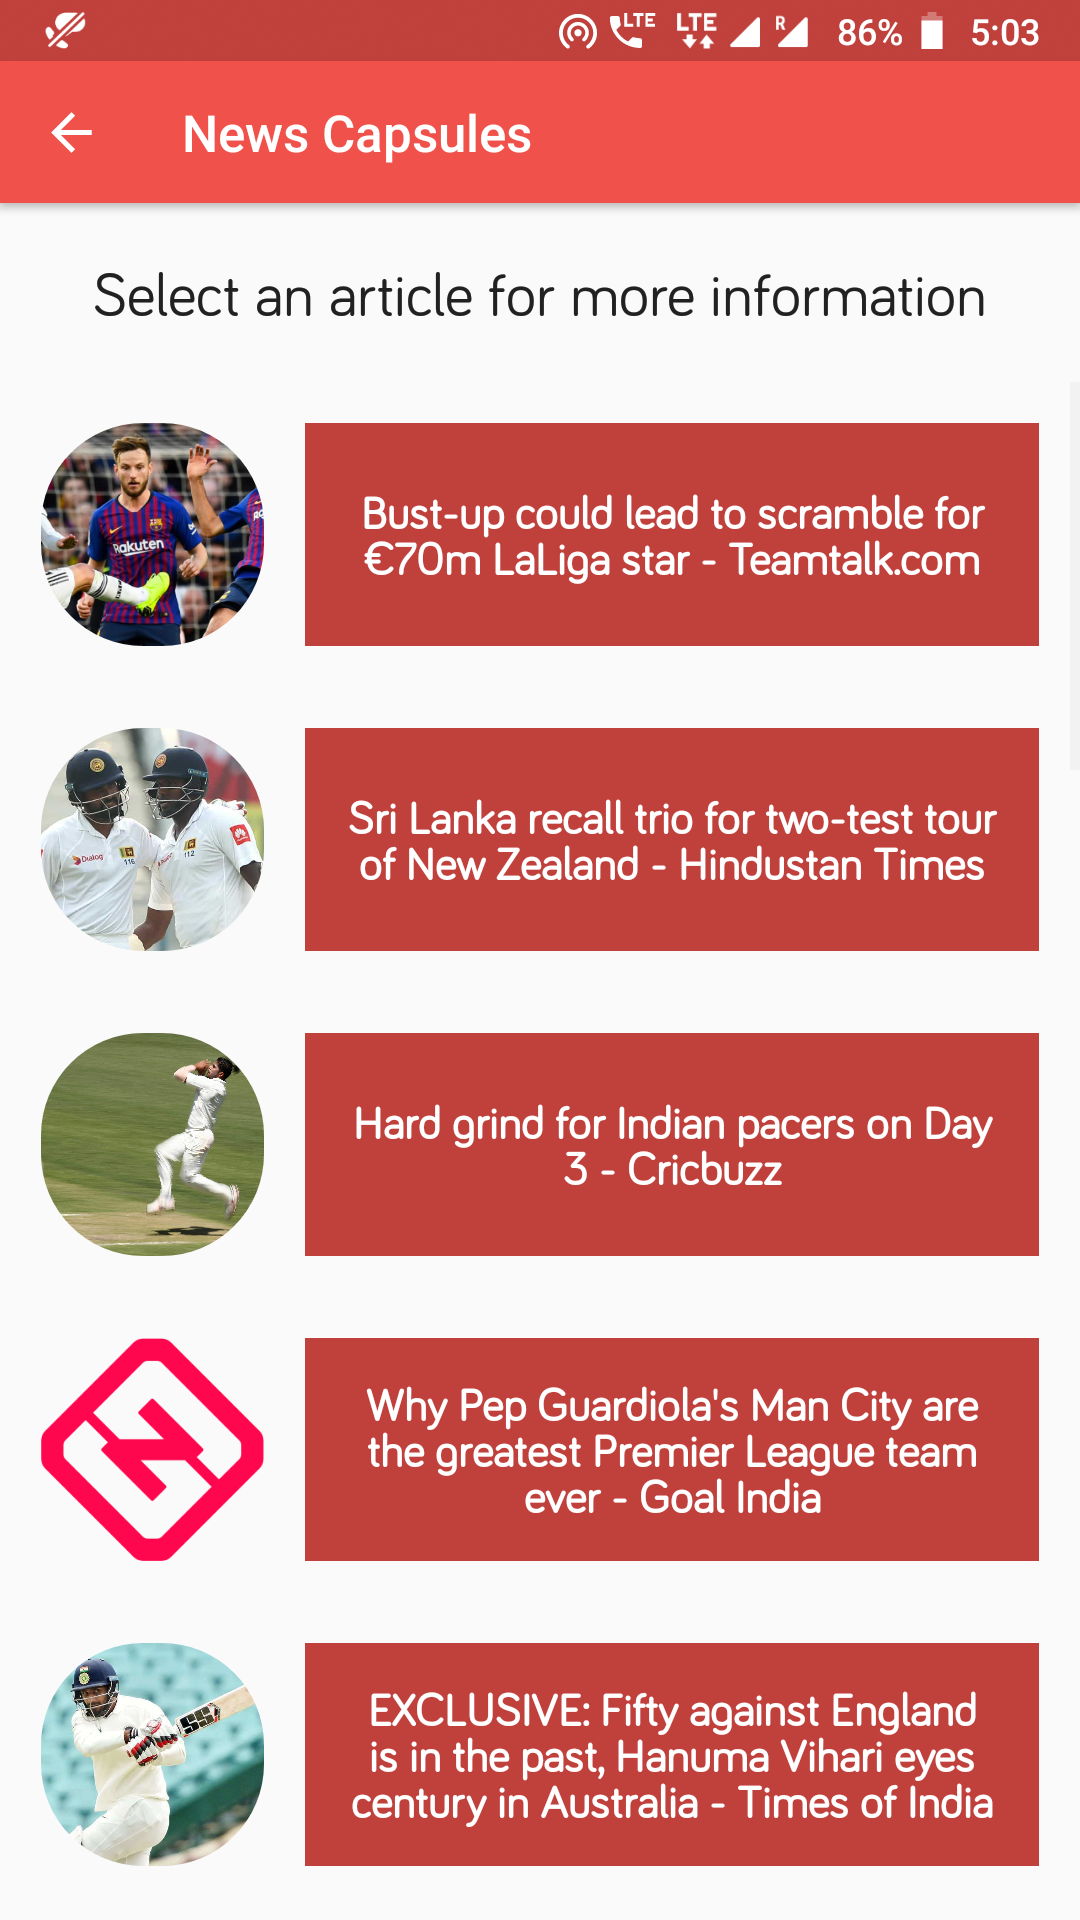 LTE LTE R 86% 5:03
News Capsules
Select an article for more information
Rakuten
Bust-up could lead to scramble for
€70m LaLiga star - Teamtalk.com
Dialog
116
112
Sri Lanka recall trio for two-test tour
of New Zealand - Hindustan Times
Hard grind for Indian pacers on Day
3 - Cricbuzz
Why Pep Guardiola's Man City are
the greatest Premier League team
ever - Goal India
SS
EXCLUSIVE: Fifty against England
is in the past, Hanuma Vihari eyes
century in Australia - Times of India